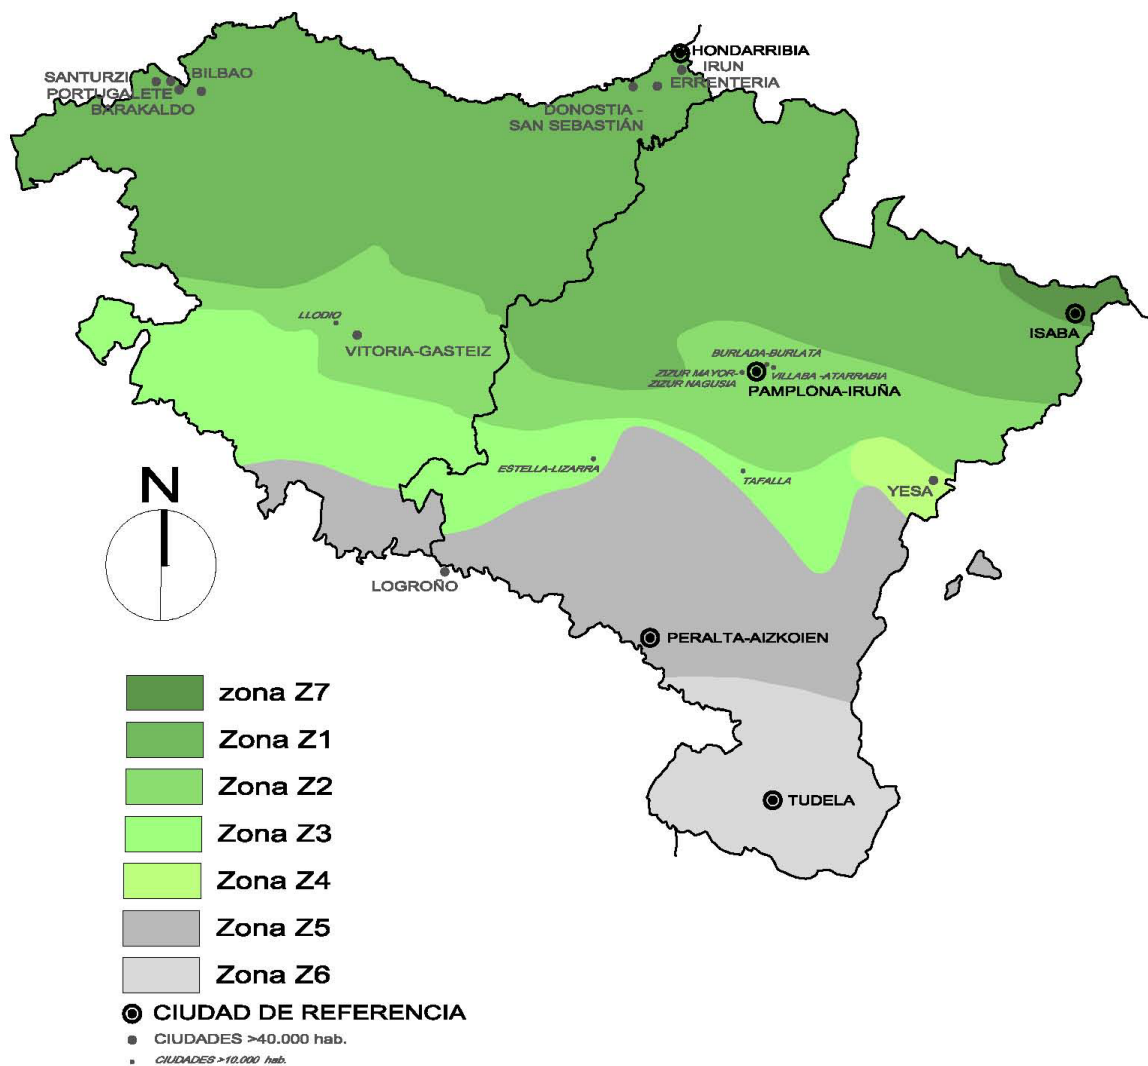 HONDARRIBIA
IRUN
ERRENTERIA
SANTURZI
BILBAO
PORTUGALETE
BARAKALDO
DONOSTIA -
SAN SEBASTIÁN
ISABA
LLODIO
VITORIA-GASTEIZ
BURLADA-BURLATA
ZIZUR MAYOR-
ZIZUR NAGUSIA
VILLABA -ATARRABIA
PAMPLONA-IRUÑA
ESTELLA-LIZARRA
TAFALLA
YESA
N
LOGROÑO
PERALTA-AIZKOIEN
TUDELA
zona Z7
Zona Z1
Zona Z2
Zona Z3
Zona Z4
Zona Z5
Zona Z6
CIUDAD DE REFERENCIA
CIUDADES >40.000 hab.
CIUDADES >10.000 hab.